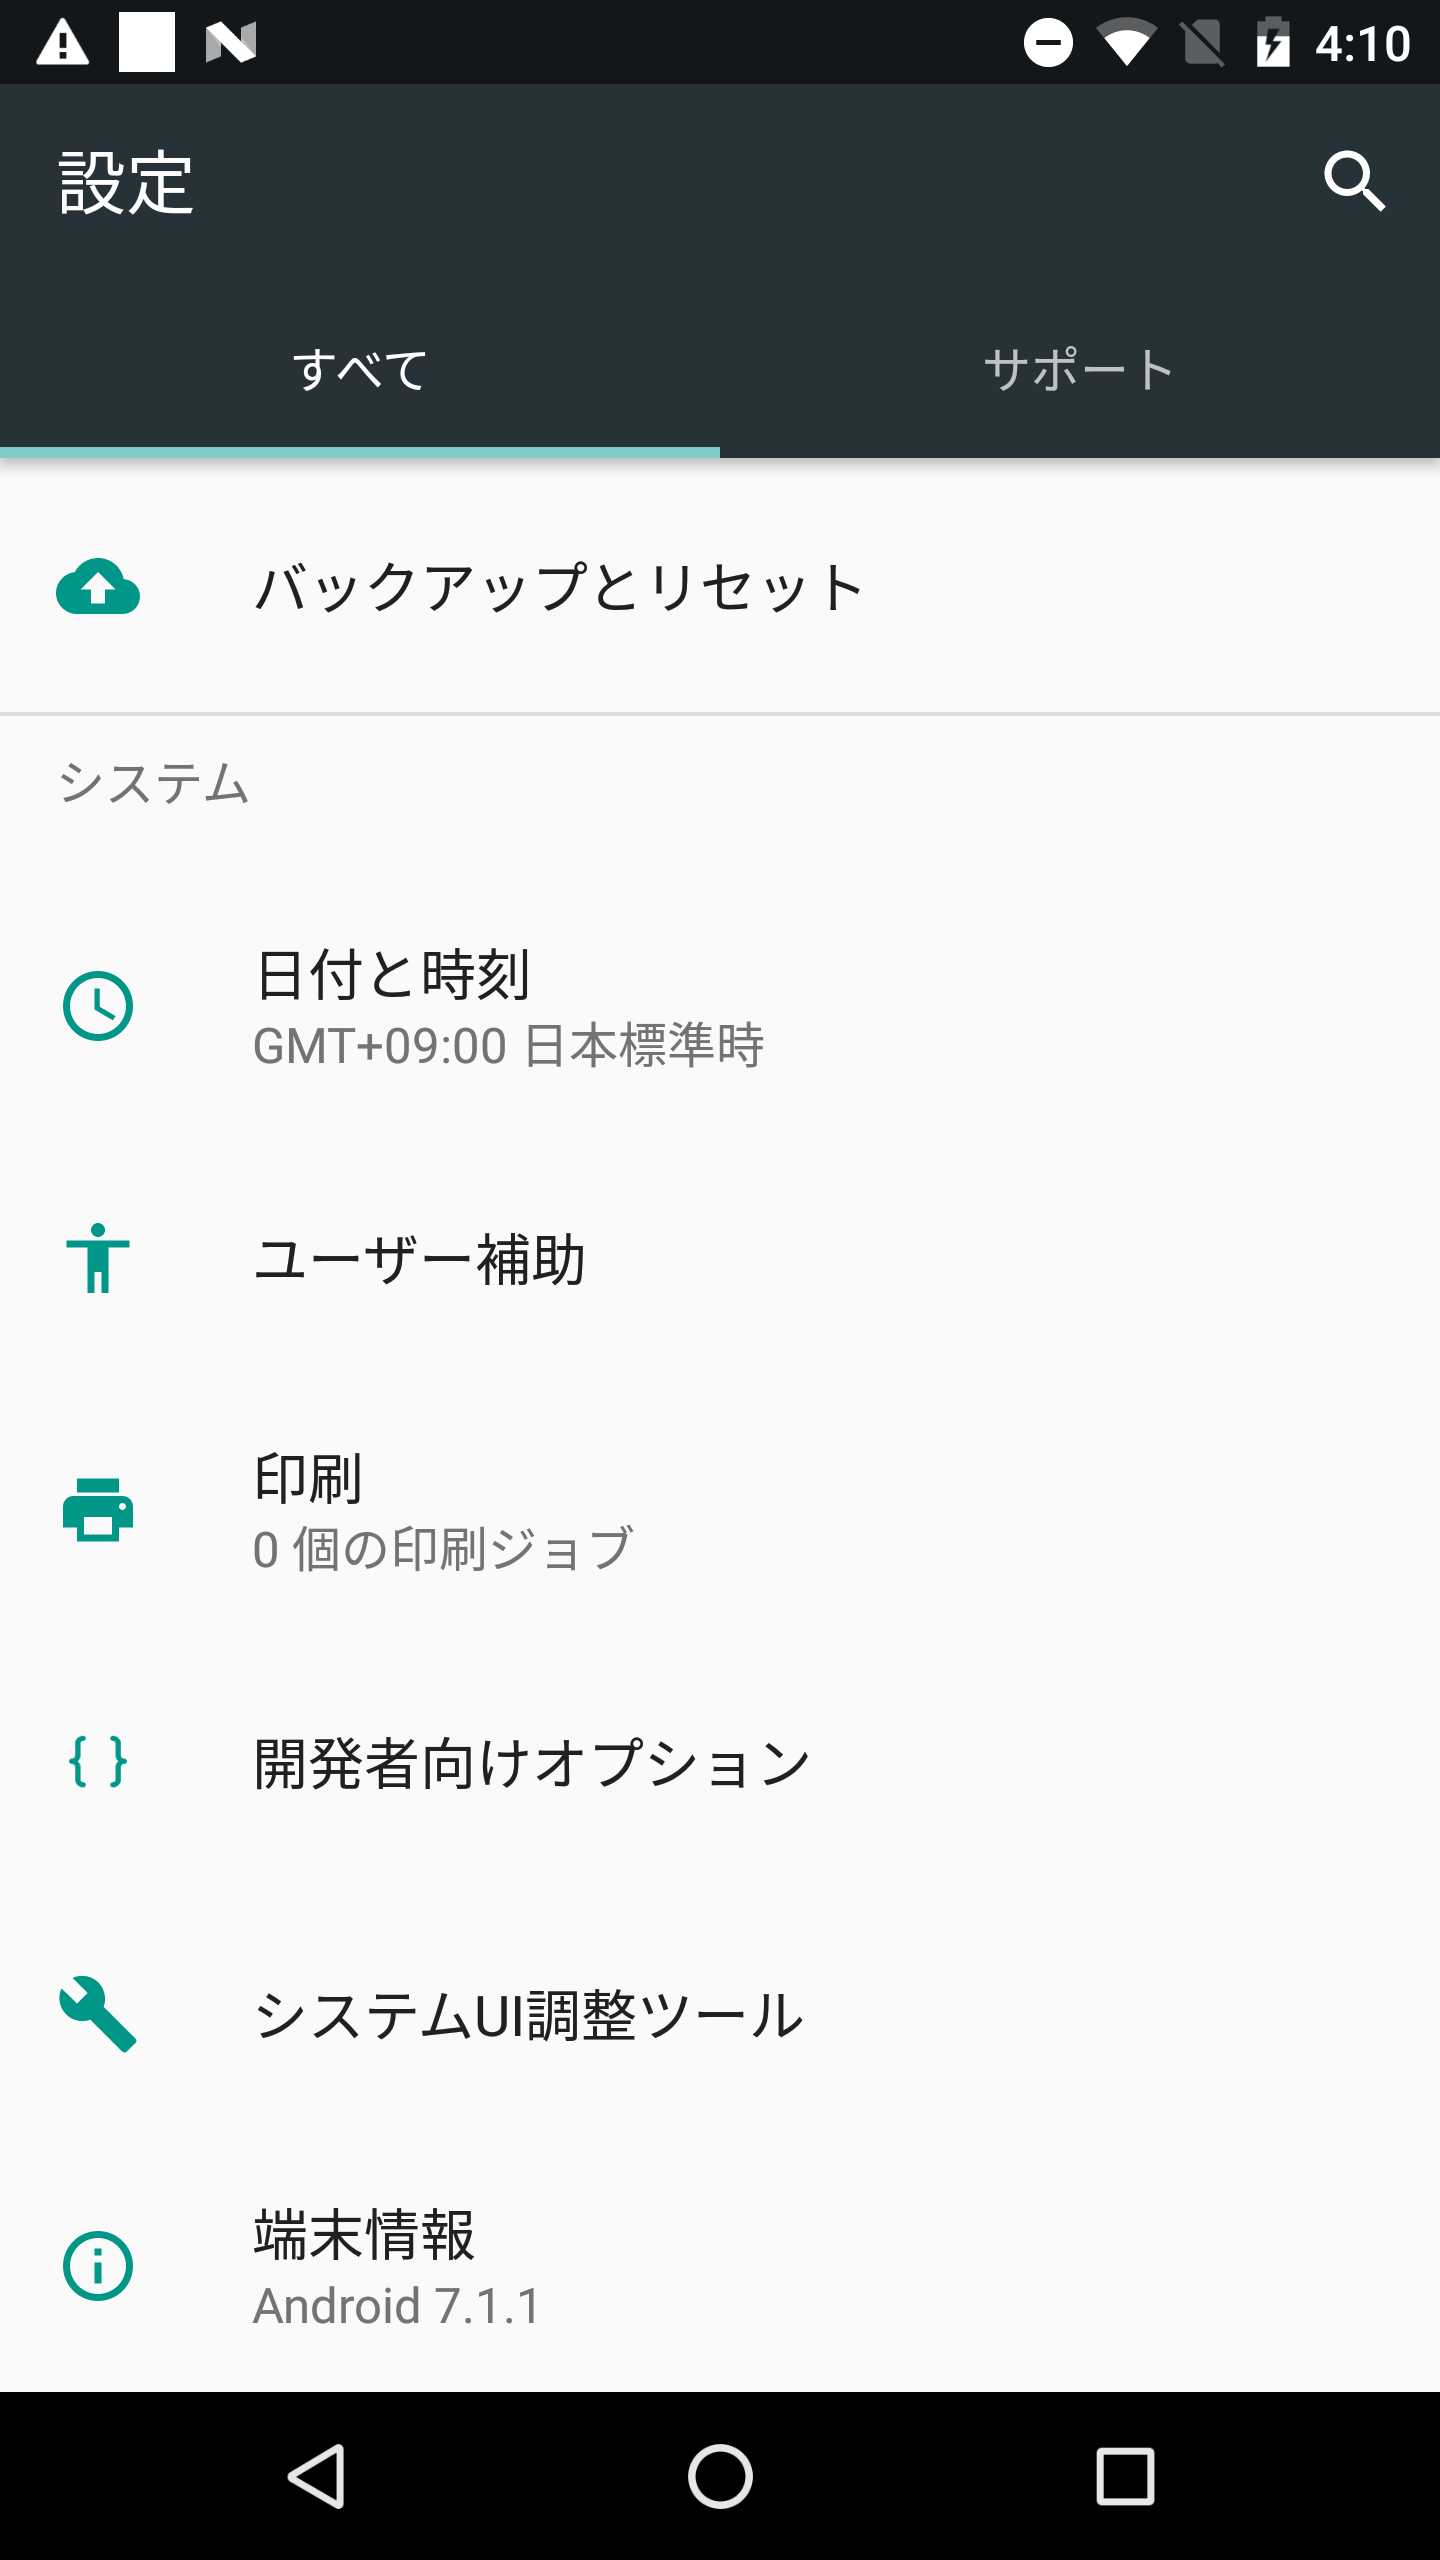 4:10
設定
すべて
サポート
バックアップとリセット
システム
日付と時刻
GMT+09:00 日本標準時
ユーザー補助
印刷
0 個の印刷ジョブ
開発者向けオプション
システムUI調整ツール
端末情報
Android 7.1.1